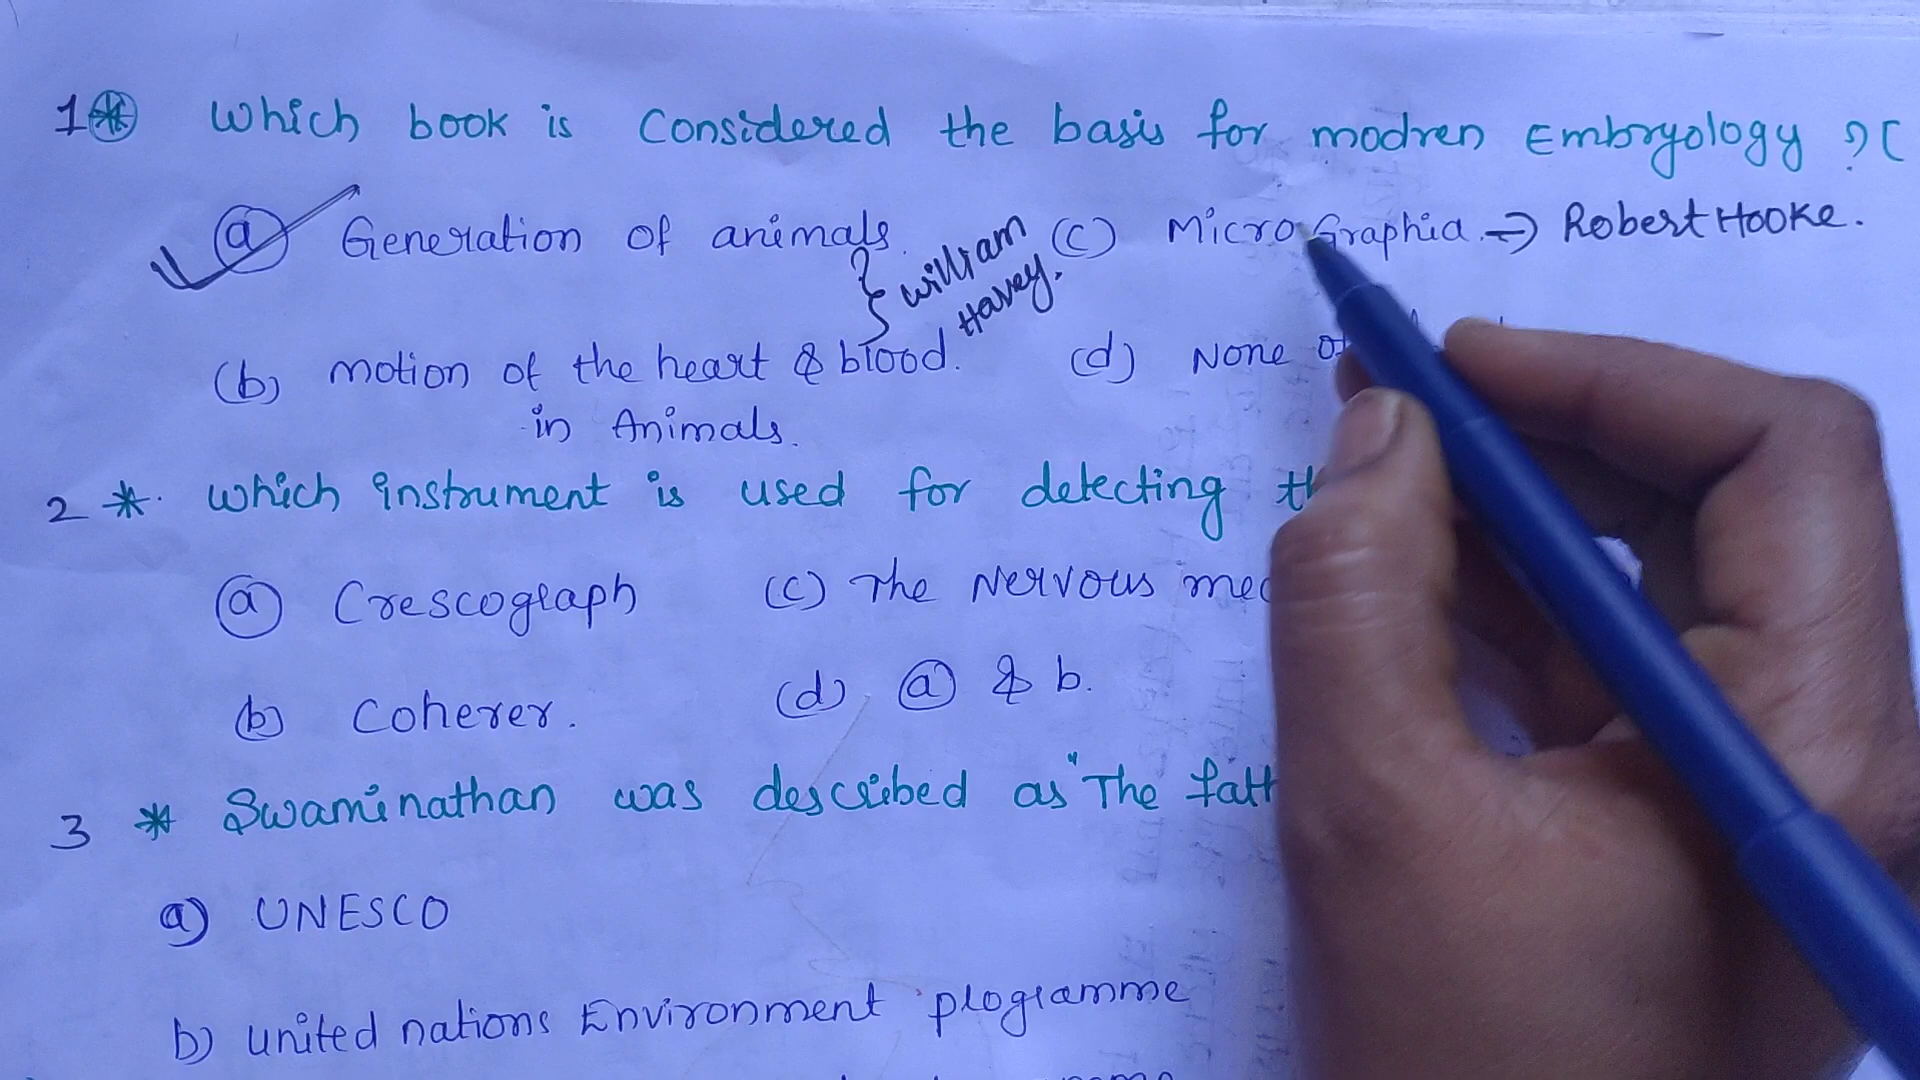 1* Which book is Considered the basis for modren Embryology ? (
(a) Generation of animals. (c) Micro Graphia. => Robert Hooke.
} William Havey.
(b) motion of the heart & blood. (d) None of
in Animals.
2 *. which instrument is used for detecting
(a) Crescograph (c) The Nervous
(b) Coherer. (d) (a) & b.
3 * Swaminathan was described as "The
a) UNESCO
b) united nations Environment programme